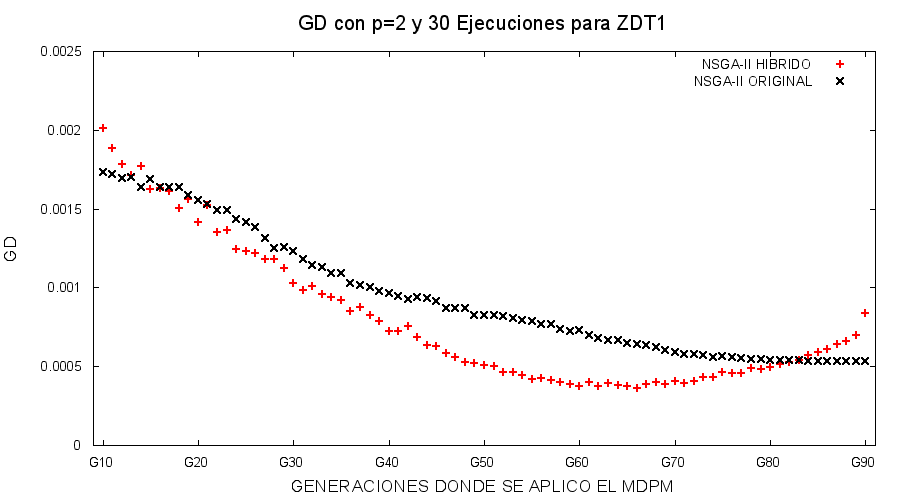 GD con p=2 y 30 Ejecuciones para ZDT1
NSGA-II HIBRIDO
NSGA-II ORIGINAL
0.0025
0.002
0.0015
0.001
0.0005
0
GD
G10 G20 G30 G40 G50 G60 G70 G80 G90
GENERACIONES DONDE SE APLICO EL MDPM